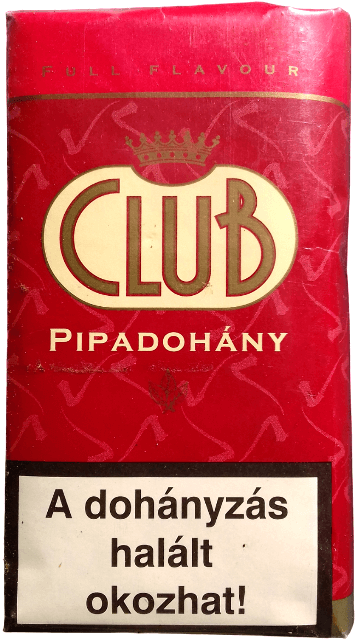 FULL FLAVOUR
CLUB
PIPADOHÁNY
A dohányzás
halált
okozhat!